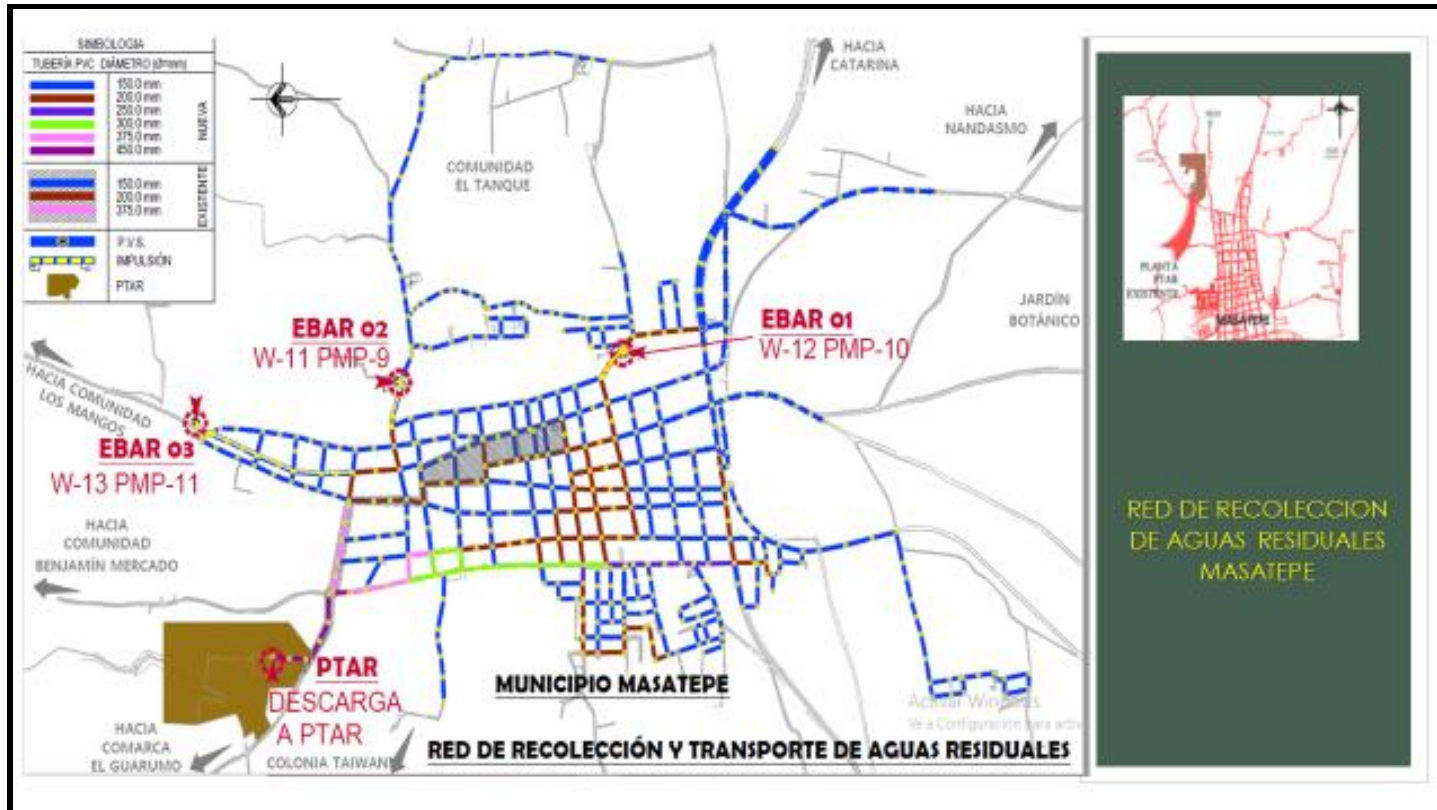 SIMBOLOGIA
TUBERÍA PVC DIÁMETRO (Ømm)
150.0 mm
200.0 mm
250.0 mm
300.0 mm
375.0 mm
450.0 mm
NUEVA
150.0 mm
200.0 mm
375.0 mm
EXISTENTE
P.V.S.
IMPULSIÓN
PTAR
HACIA
CATARINA
HACIA
NANDASMO
COMUNIDAD
EL TANQUE
JARDÍN
BOTÁNICO
EBAR 02
W-11 PMP-9
EBAR 01
W-12 PMP-10
HACIA COMUNIDAD
LOS MANGOS
EBAR 03
W-13 PMP-11
HACIA
COMUNIDAD
BENJAMÍN MERCADO
PTAR
DESCARGA
A PTAR
MUNICIPIO MASATEPE
HACIA
COMARCA
EL GUARUMO
COLONIA TAIWAN
RED DE RECOLECCIÓN Y TRANSPORTE DE AGUAS RESIDUALES
Activar Windows
Ve a Configuración para activ
PLANTA
PTAR
EXISTENTE
MASATEPE
RED DE RECOLECCION
DE AGUAS RESIDUALES
MASATEPE